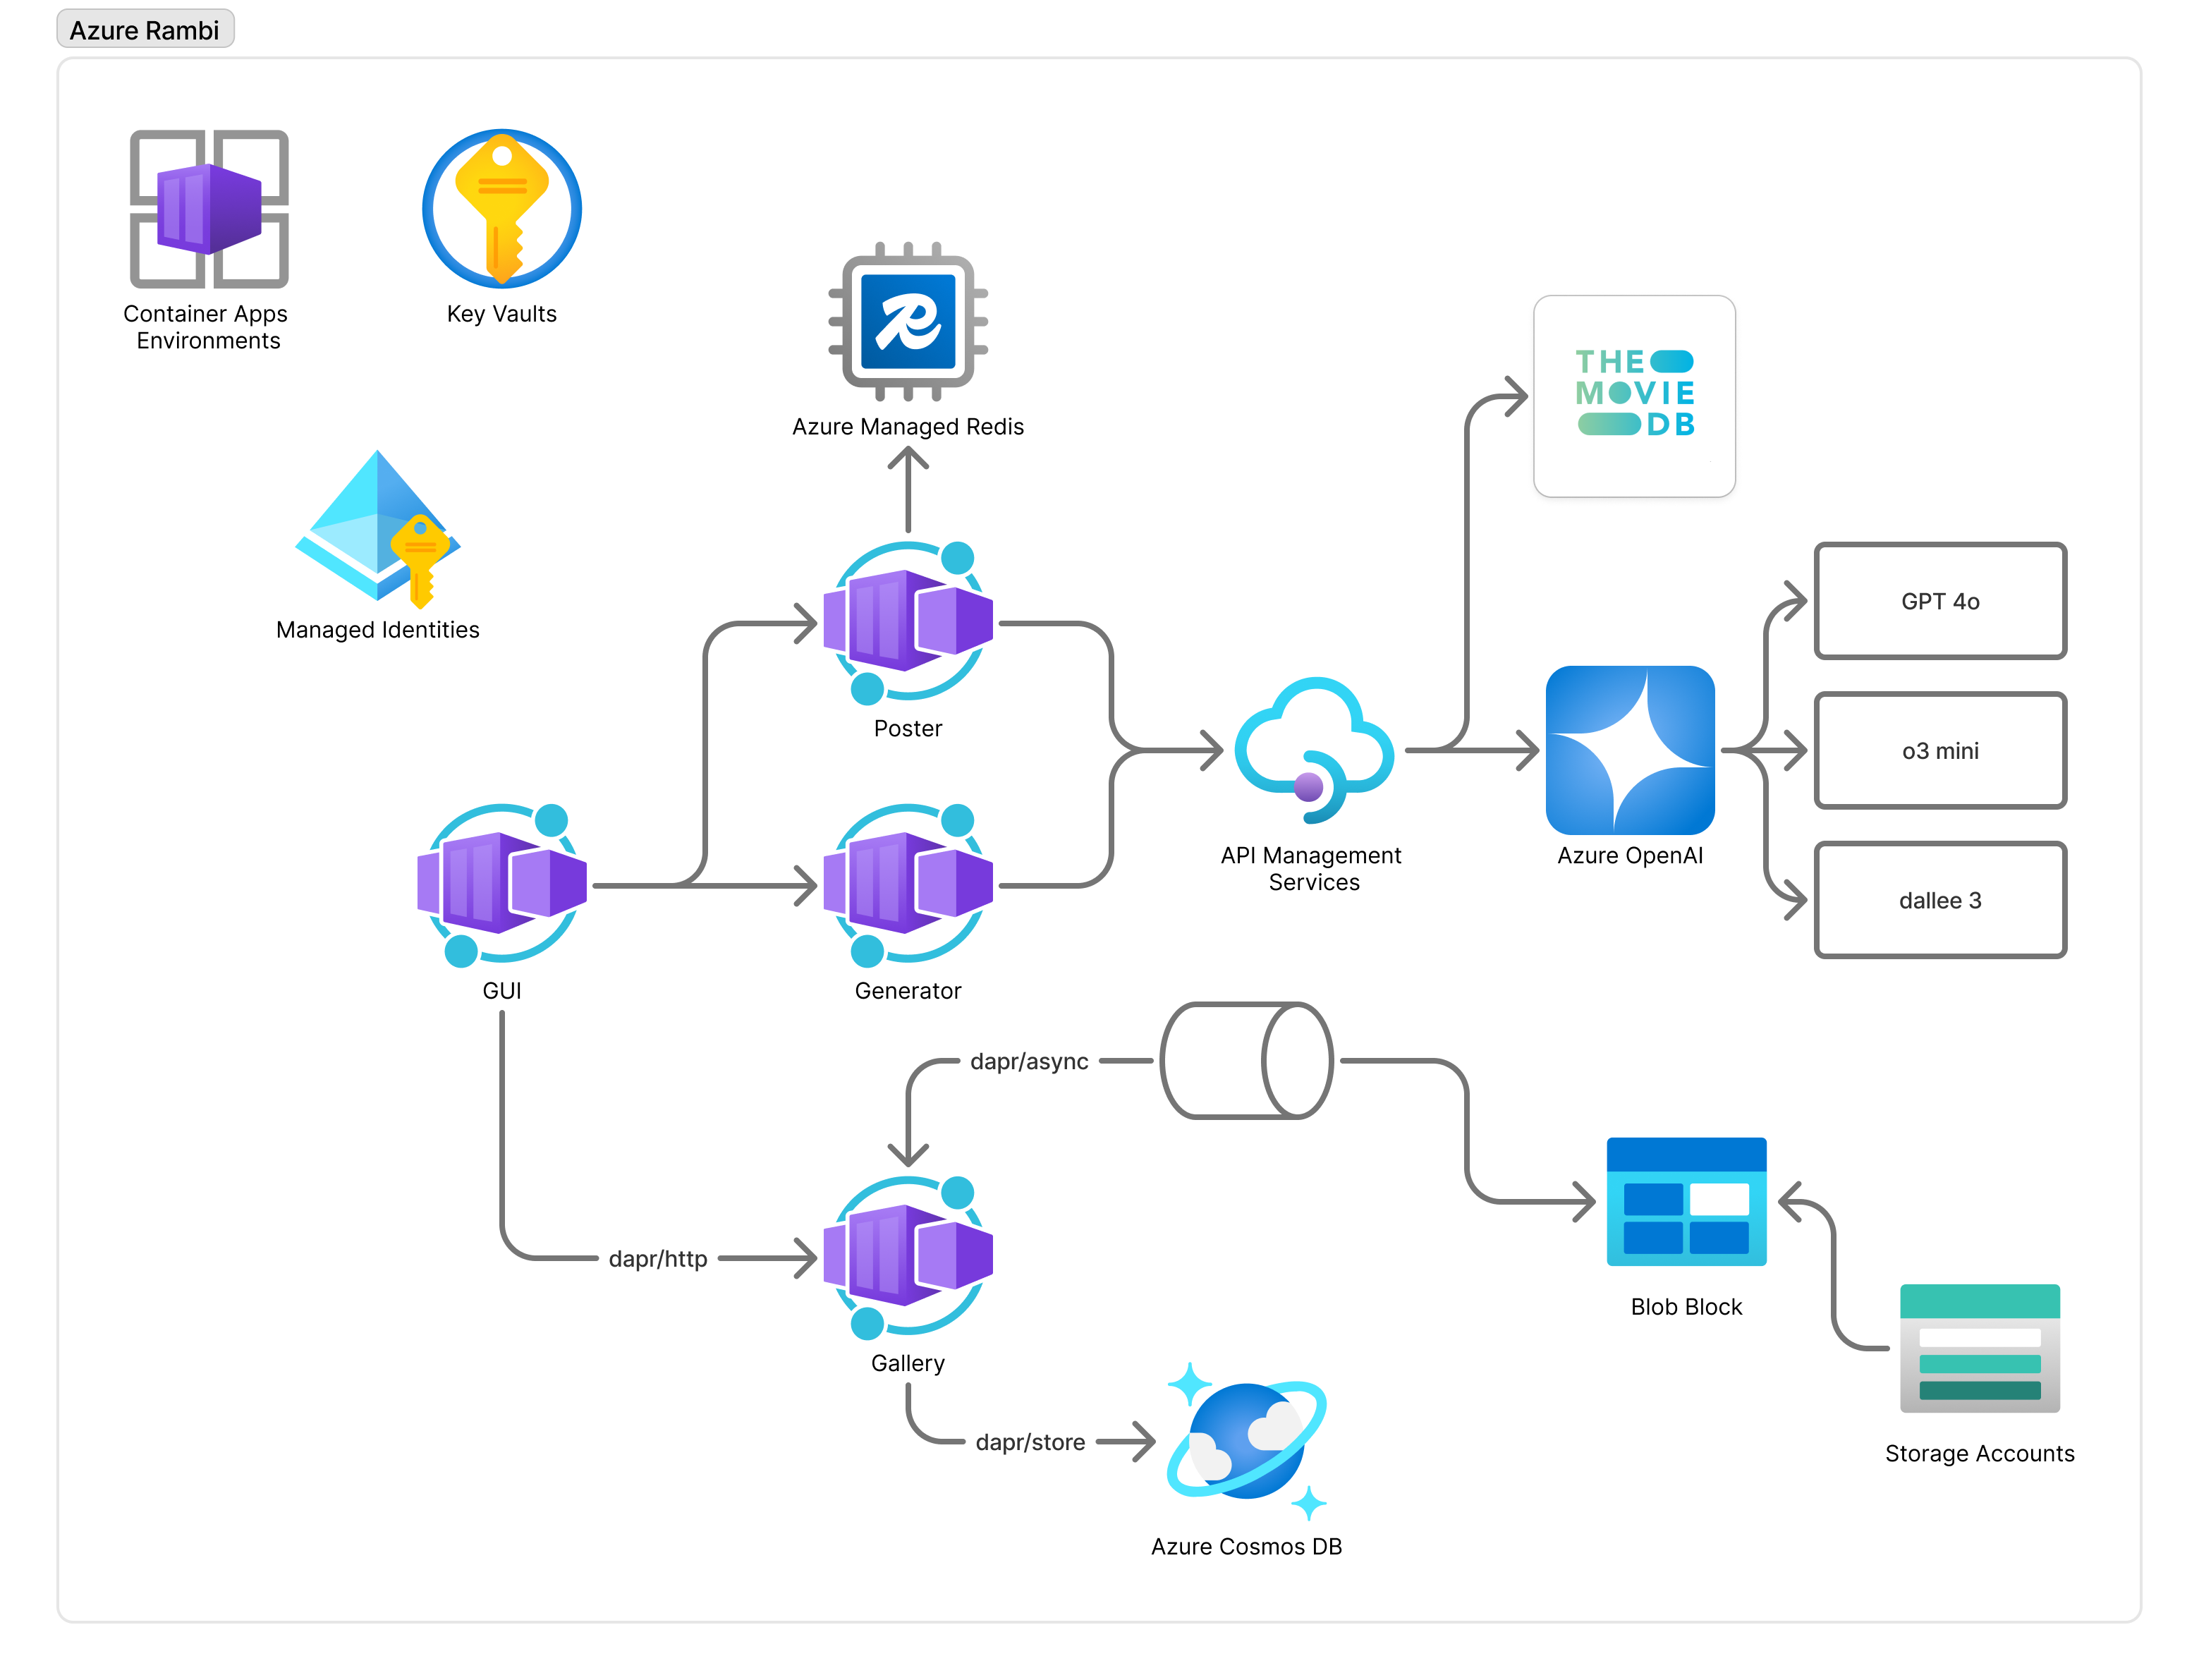 Azure Rambi
Container Apps
Environments
Key Vaults
Azure Managed Redis
THE
MOVIE
DB
Managed Identities
GPT 4o
Poster
o3 mini
API Management
Services
Azure OpenAI
dallee 3
GUI
Generator
dapr/async
dapr/http
Blob Block
Gallery
dapr/store
Storage Accounts
Azure Cosmos DB